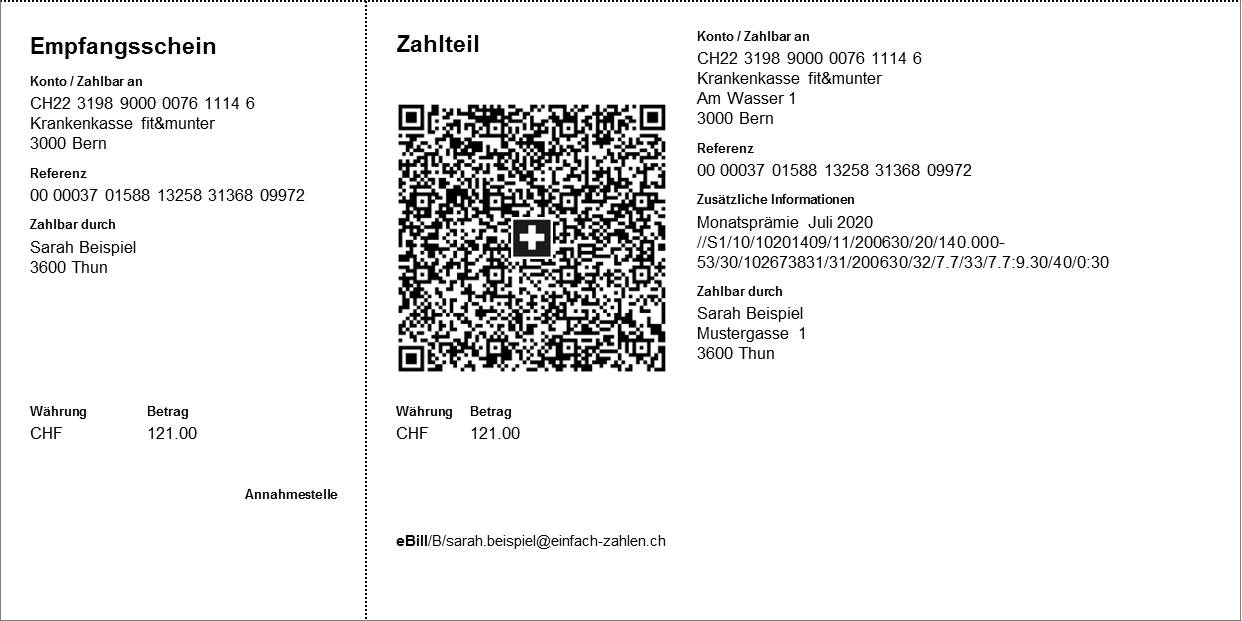 Empfangsschein
Konto / Zahlbar an
CH22 3198 9000 0076 1114 6
Krankenkasse fit&munter
3000 Bern
Referenz
00 00037 01588 13258 31368 09972
Zahlbar durch
Sarah Beispiel
3600 Thun
Währung Betrag
CHF 121.00
Annahmestelle
Zahlteil
Währung Betrag
CHF 121.00
eBill/B/sarah.beispiel@einfach-zahlen.ch
Konto / Zahlbar an
CH22 3198 9000 0076 1114 6
Krankenkasse fit&munter
Am Wasser 1
3000 Bern
Referenz
00 00037 01588 13258 31368 09972
Zusätzliche Informationen
Monatsprämie Juli 2020
//S1/10/10201409/11/200630/20/140.000-
53/30/102673831/31/200630/32/7.7/33/7.7:9.30/40/0:30
Zahlbar durch
Sarah Beispiel
Mustergasse 1
3600 Thun